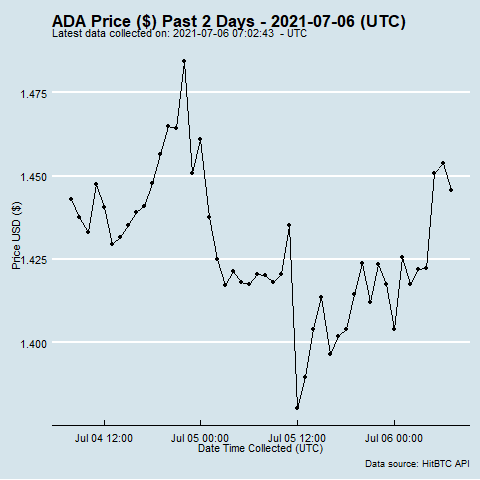 ADA Price ($) Past 2 Days - 2021-07-06 (UTC)
Latest data collected on: 2021-07-06 07:02:43 - UTC
1.475
1.450
1.425
1.400
Price USD ($)
Jul 04 12:00 Jul 05 00:00 Jul 05 12:00 Jul 06 00:00
Date Time Collected (UTC)
Data source: HitBTC API